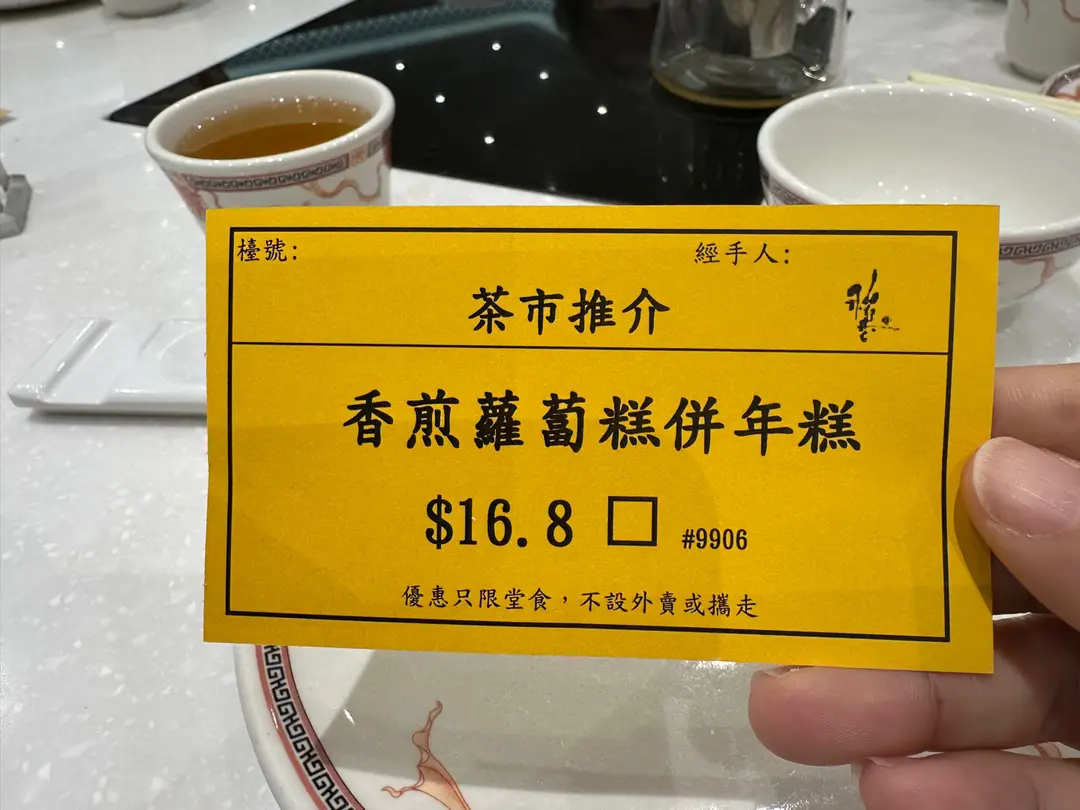 檯號:
經手人:
茶市推介
香煎蘿蔔糕併年糕
$16.8 □ #9906
優惠只限堂食，不設外賣或攜走